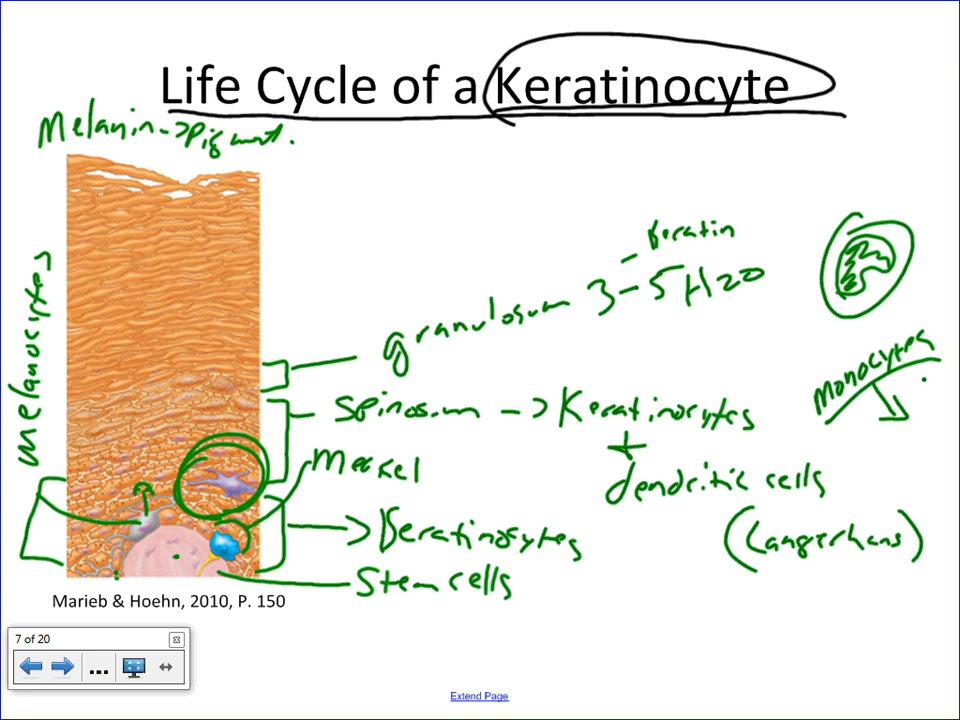 Life Cycle of a Keratinocyte
Melanin -> Pigment.
melanocytes
keratin
granulosum 3-5 H2O
monocytes
Spinosum -> Keratinocytes
+
dendritic cells
(Langerhans)
Merkel
Keratinocytes
Stem cells
Marieb & Hoehn, 2010, P. 150
7 of 20
...
Extend Page